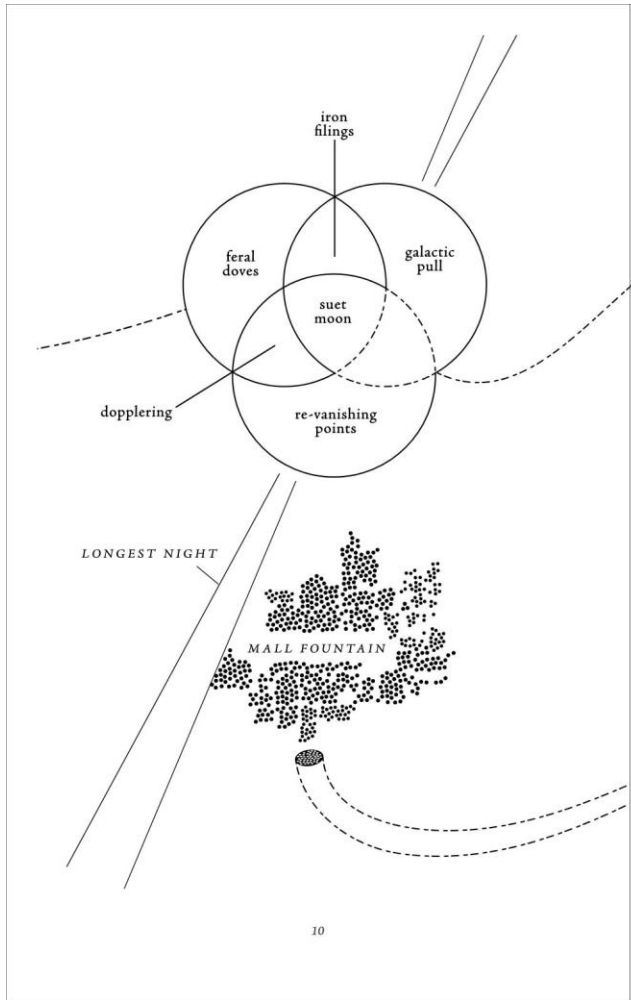 iron
filings
feral
doves
galactic
pull
suet
moon
dopplering
re-vanishing
points
LONGEST NIGHT
MALL FOUNTAIN
10